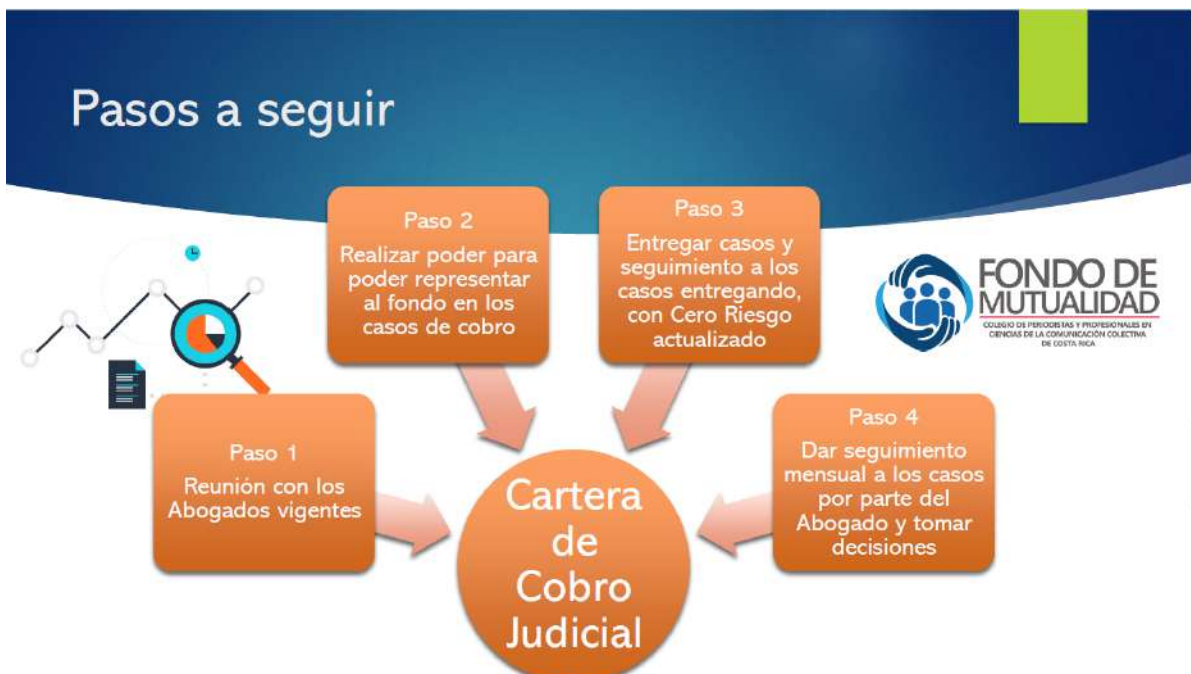 Pasos a seguir
Paso 1
Reunión con los
Abogados vigentes
Paso 2
Realizar poder para
poder representar
al fondo en los
casos de cobro
Paso 3
Entregar casos y
seguimiento a los
casos entregando,
con Cero Riesgo
actualizado
Paso 4
Dar seguimiento
mensual a los casos
por parte del
Abogado y tomar
decisiones
Cartera
de
Cobro
Judicial
FONDO DE
MUTUALIDAD
COLEGIO DE PERIODISTAS Y PROFESIONALES EN
CIENCIAS DE LA COMUNICACIÓN COLECTIVA
DE COSTA RICA